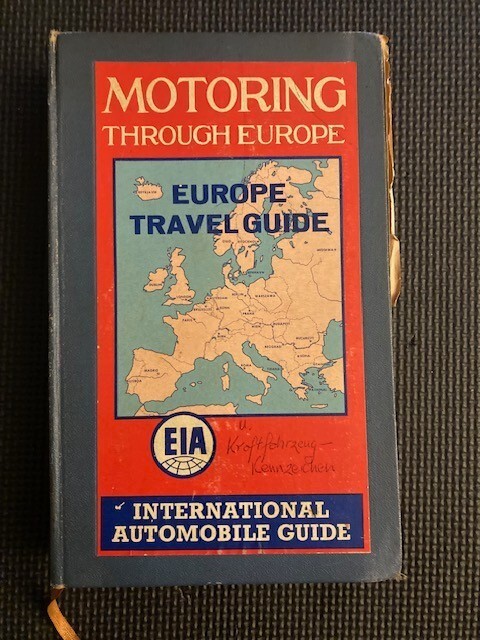 MOTORING
THROUGH EUROPE
EUROPE
TRAVEL GUIDE
EIA
u.
Kraftfahrzeug-
Kennzeichen
INTERNATIONAL
AUTOMOBILE GUIDE